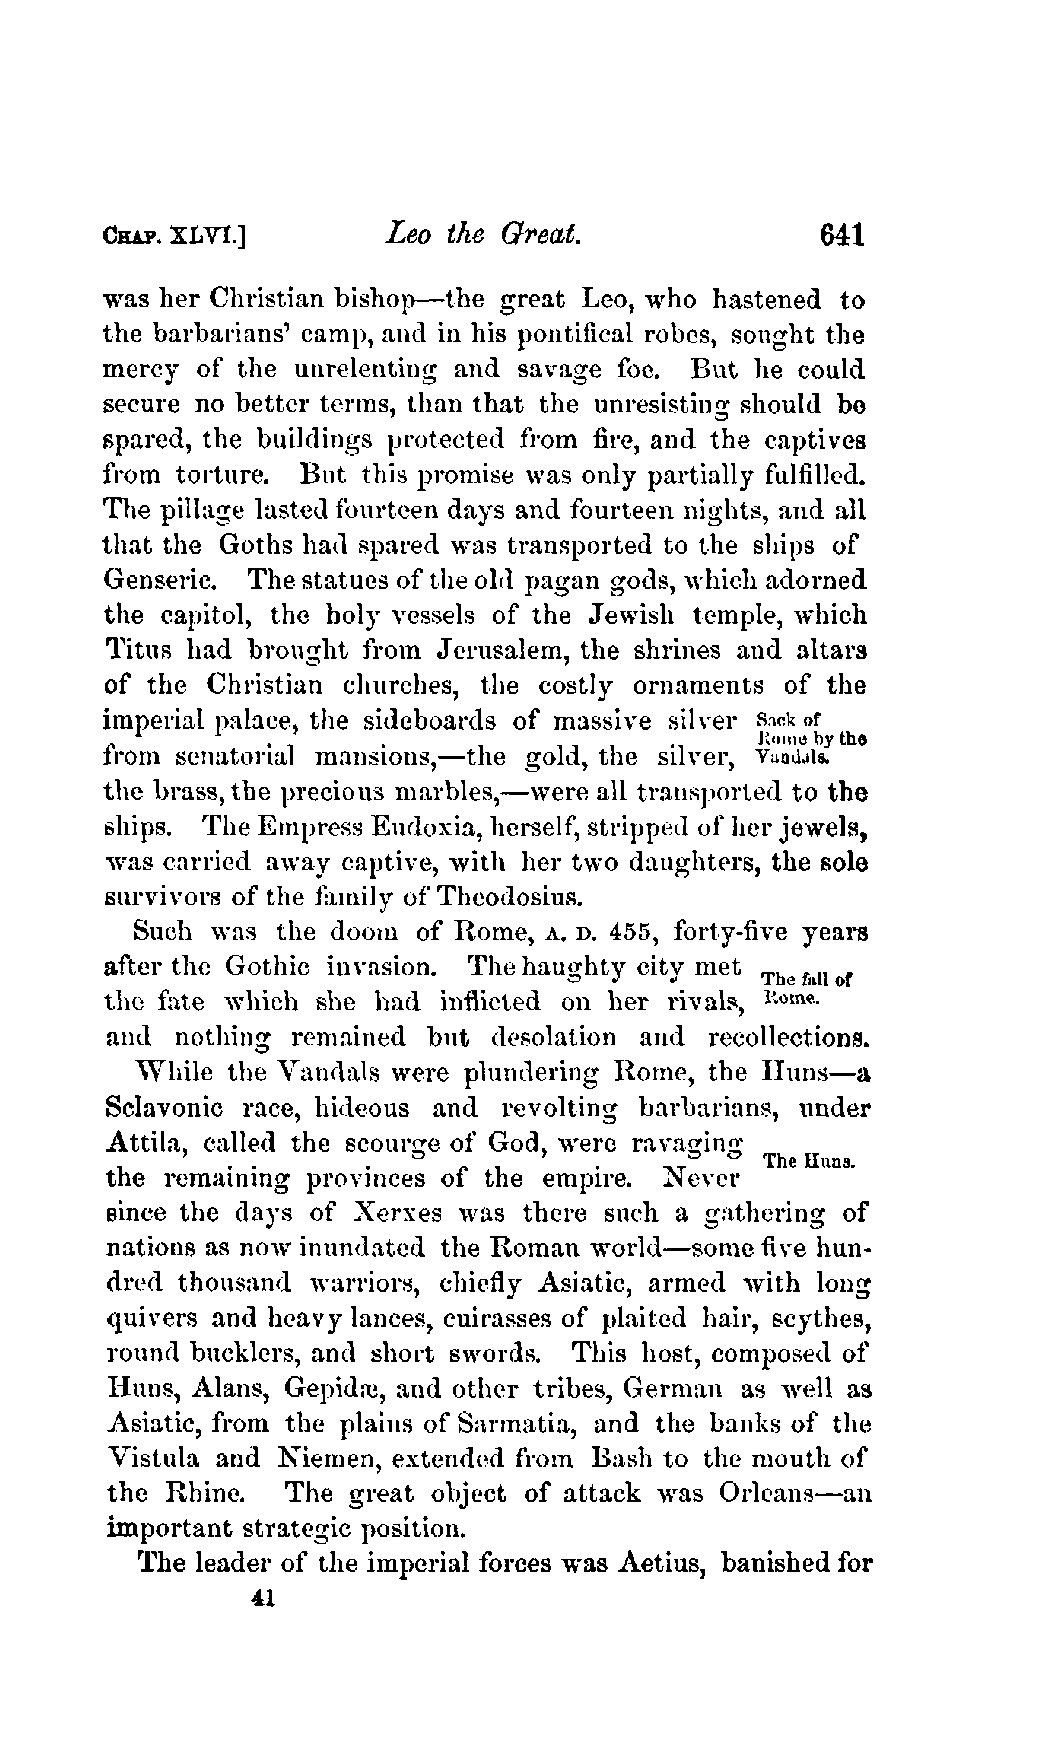 CHAP. XLVI.] Leo the Great. 641
was her Christian bishop—the great Leo, who hastened to
the barbarians' camp, and in his pontifical robes, sought the
mercy of the unrelenting and savage foe. But he could
secure no better terms, than that the unresisting should be
spared, the buildings protected from fire, and the captives
from torture. But this promise was only partially fulfilled.
The pillage lasted fourteen days and fourteen nights, and all
that the Goths had spared was transported to the ships of
Genseric. The statues of the old pagan gods, which adorned
the capitol, the holy vessels of the Jewish temple, which
Titus had brought from Jerusalem, the shrines and altars
of the Christian churches, the costly ornaments of the
imperial palace, the sideboards of massive silver
Sack of
Rome by the
Vandals.
from senatorial mansions,—the gold, the silver,
the brass, the precious marbles,—were all transported to the
ships. The Empress Eudoxia, herself, stripped of her jewels,
was carried away captive, with her two daughters, the sole
survivors of the family of Theodosius.
Such was the doom of Rome, A. D. 455, forty-five years
after the Gothic invasion. The haughty city met
The fall of
Rome.
the fate which she had inflicted on her rivals,
and nothing remained but desolation and recollections.
While the Vandals were plundering Rome, the Huns—a
Sclavonic race, hideous and revolting barbarians, under
Attila, called the scourge of God, were ravaging
The Huns.
the remaining provinces of the empire. Never
since the days of Xerxes was there such a gathering of
nations as now inundated the Roman world—some five hun-
dred thousand warriors, chiefly Asiatic, armed with long
quivers and heavy lances, cuirasses of plaited hair, scythes,
round bucklers, and short swords. This host, composed of
Huns, Alans, Gepidæ, and other tribes, German as well as
Asiatic, from the plains of Sarmatia, and the banks of the
Vistula and Niemen, extended from Bash to the mouth of
the Rhine. The great object of attack was Orleans—an
important strategic position.
The leader of the imperial forces was Aetius, banished for
41